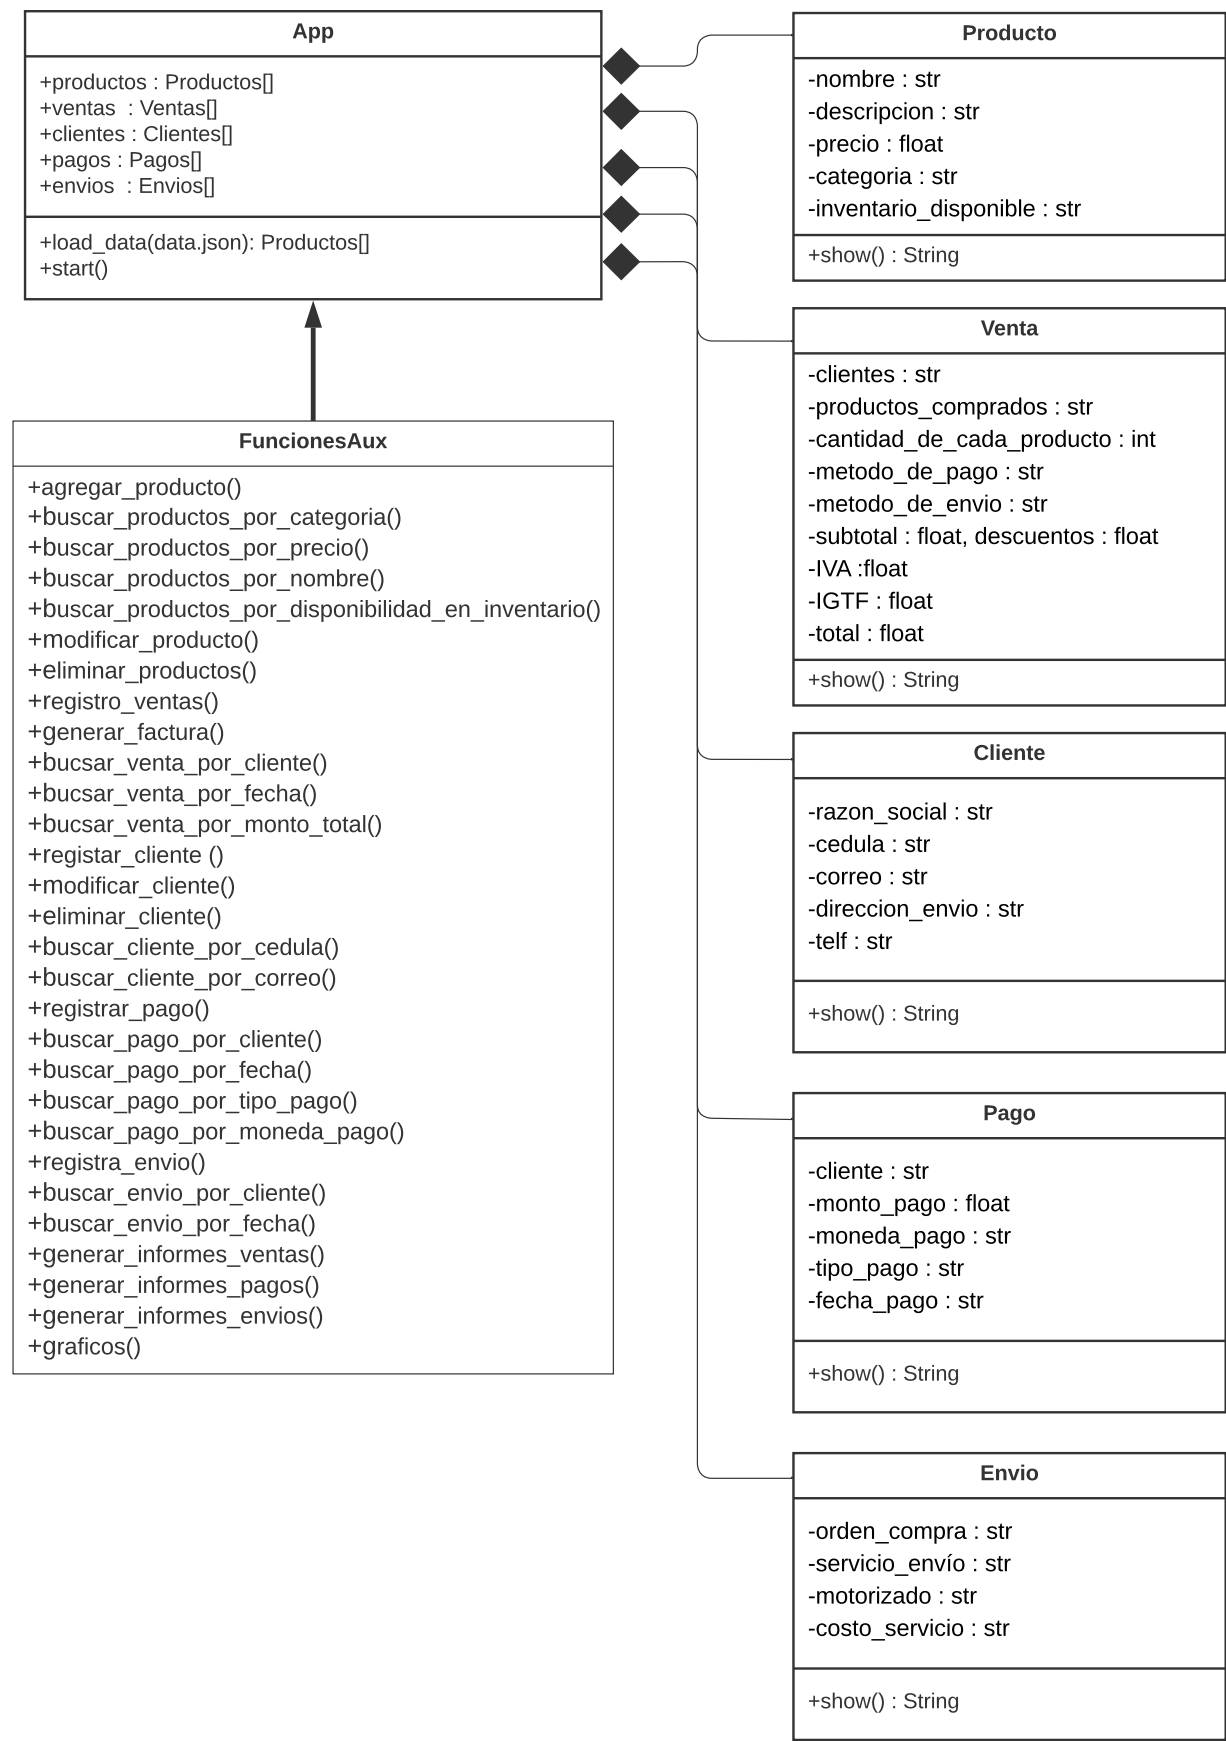 App
+productos : Productos[]
+ventas  : Ventas[]
+clientes : Clientes[]
+pagos : Pagos[]
+envios  : Envios[]
+load_data(data.json): Productos[]
+start()
FuncionesAux
+agregar_producto()
+buscar_productos_por_categoria()
+buscar_productos_por_precio()
+buscar_productos_por_nombre()
+buscar_productos_por_disponibilidad_en_inventario()
+modificar_producto()
+eliminar_productos()
+registro_ventas()
+generar_factura()
+bucsar_venta_por_cliente()
+bucsar_venta_por_fecha()
+bucsar_venta_por_monto_total()
+registar_cliente ()
+modificar_cliente()
+eliminar_cliente()
+buscar_cliente_por_cedula()
+buscar_cliente_por_correo()
+registrar_pago()
+buscar_pago_por_cliente()
+buscar_pago_por_fecha()
+buscar_pago_por_tipo_pago()
+buscar_pago_por_moneda_pago()
+registra_envio()
+buscar_envio_por_cliente()
+buscar_envio_por_fecha()
+generar_informes_ventas()
+generar_informes_pagos()
+generar_informes_envios()
+graficos()
Producto
-nombre : str
-descripcion : str
-precio : float
-categoria : str
-inventario_disponible : str
+show() : String
Venta
-clientes : str
-productos_comprados : str
-cantidad_de_cada_producto : int
-metodo_de_pago : str
-metodo_de_envio : str
-subtotal : float, descuentos : float
-IVA :float
-IGTF : float
-total : float
+show() : String
Cliente
-razon_social : str
-cedula : str
-correo : str
-direccion_envio : str
-telf : str
+show() : String
Pago
-cliente : str
-monto_pago : float
-moneda_pago : str
-tipo_pago : str
-fecha_pago : str
+show() : String
Envio
-orden_compra : str
-servicio_envío : str
-motorizado : str
-costo_servicio : str
+show() : String